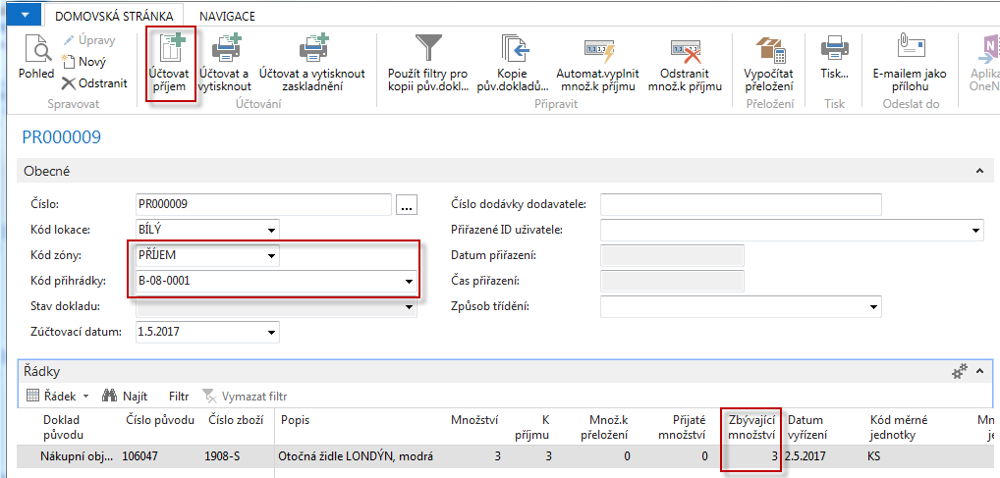 DOMOVSKÁ STRÁNKA NAVIGACE
Pohled
Úpravy
Nový
Odstranit
Spravovat
Účtovat příjem
Účtovat a vytisknout
Účtovat a vytisknout zaskladnění
Účtování
Použít filtry pro kopii pův.dokl...
Kopie pův.dokladů...
Automat.vyplnit množ.k příjmu
Odstranit množ.k příjmu
Připravit
Vypočítat přeložení
Přeložení
Tisk...
Tisk
E-mailem jako přílohu
Odeslat do
Aplika
OneN
PR000009
Obecné
Číslo: PR000009 ...
Kód lokace: BÍLÝ
Kód zóny: PŘÍJEM
Kód přihrádky: B-08-0001
Stav dokladu:
Zúčtovací datum: 1.5.2017
Číslo dodávky dodavatele:
Přiřazené ID uživatele:
Datum přiřazení:
Čas přiřazení:
Způsob třídění:
Řádky
Řádek Najít Filtr Vymazat filtr
Doklad původu Číslo původu Číslo zboží Popis Množství K příjmu Množ.k přeložení Přijaté množství Zbývající množství Datum vyřízení Kód měrné jednotky Mn je
Nákupní obj... 106047 1908-S Otočná židle LONDÝN, modrá 3 3 0 0 3 2.5.2017 KS